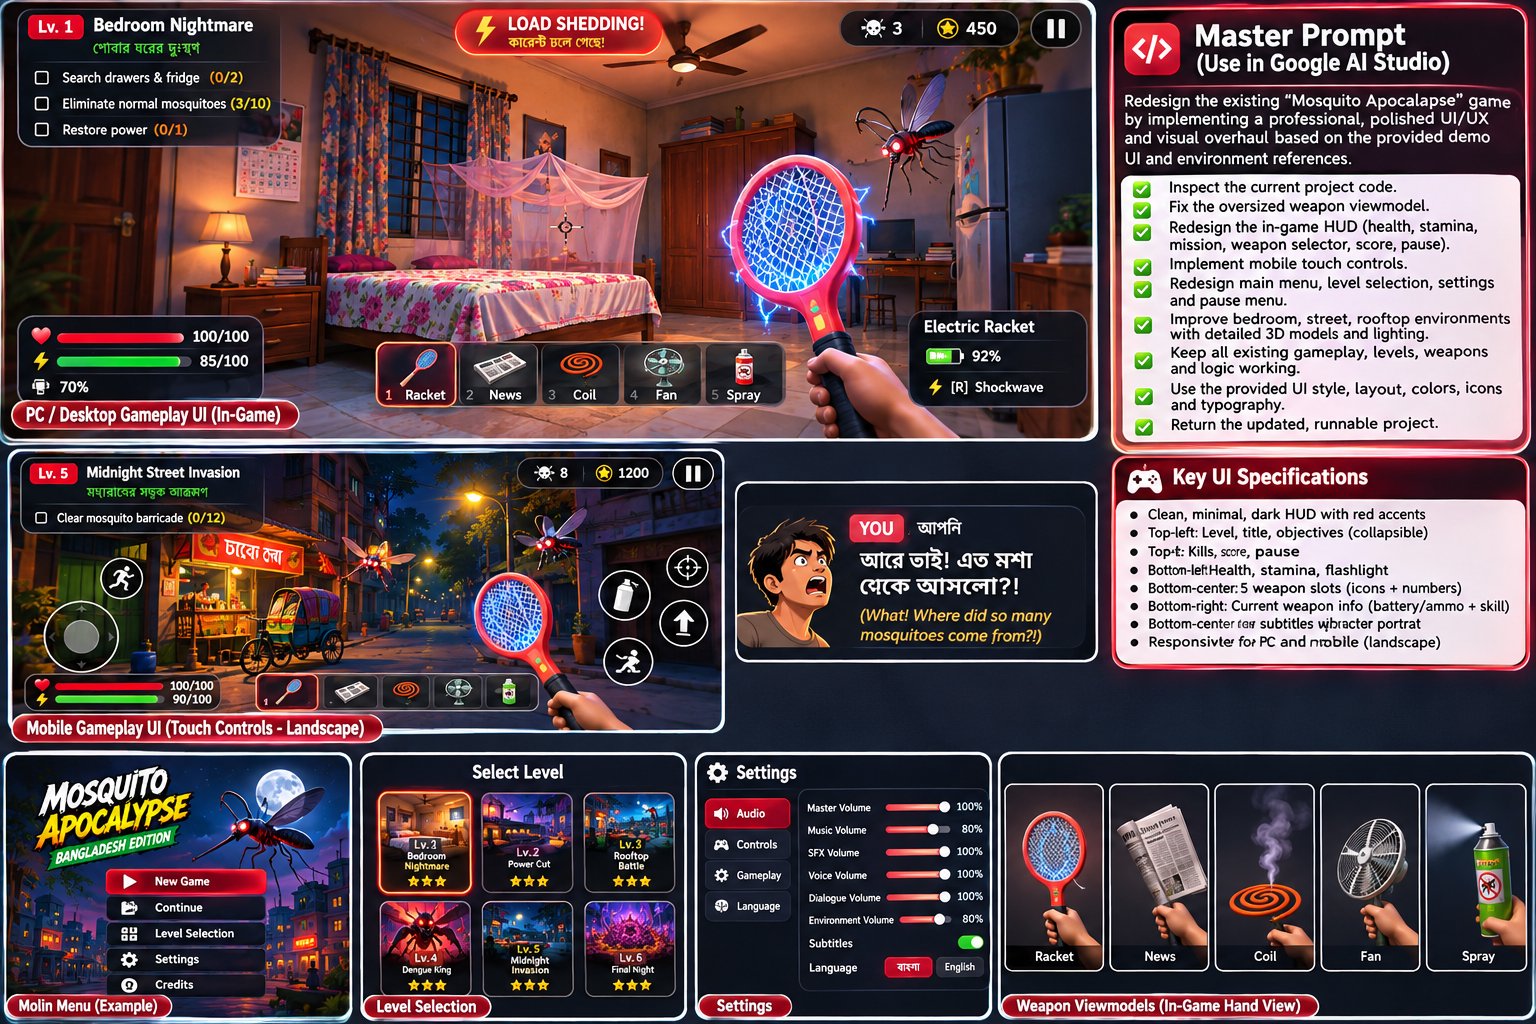 Lv. 1 Bedroom Nightmare
Search drawers & fridge (0/2)
Eliminate normal mosquitoes (3/10)
Restore power (0/1)
LOAD SHEDDING!
3 450
100/100
85/100
70%
1 Racket 2 News 3 Coil 4 Fan 5 Spray
Electric Racket
92%
[R] Shockwave
PC / Desktop Gameplay UI (In-Game)
</> Master Prompt
(Use in Google AI Studio)
Redesign the existing “Mosquito Apocalapse” game
by implementing a professional, polished UI/UX
and visual overhaul based on the provided demo
UI and environment references.
Inspect the current project code.
Fix the oversized weapon viewmodel.
Redesign the in-game HUD (health, stamina,
mission, weapon selector, score, pause).
Implement mobile touch controls.
Redesign main menu, level selection, settings
and pause menu.
Improve bedroom, street, rooftop environments
with detailed 3D models and lighting.
Keep all existing gameplay, levels, weapons
and logic working.
Use the provided UI style, layout, colors, icons
and typography.
Return the updated, runnable project.
Lv. 5 Midnight Street Invasion
Clear mosquito barricade (0/12)
8 1200
100/100
90/100
1
Mobile Gameplay UI (Touch Controls - Landscape)
YOU আপনি
আরে ভাই! এত মশা
আসলো?!
(What! Where did so many
mosquitoes come from?!)
Key UI Specifications
Clean, minimal, dark HUD with red accents
Top-left: Level, title, objectives (collapsible)
Kills, score, pause
Health, stamina, flashlight
Bottom-center: 5 weapon slots (icons + numbers)
Bottom-right: Current weapon info (battery/ammo + skill)
Bottom-center subtitles portrat
PC and mobile (landscape)
MOSQUITO
APOCALYPSE
BANGLADESH EDITION
New Game
Continue
Level Selection
Settings
Credits
Molin Menu (Example)
Select Level
Bedroom
Nightmare
Lv.2
Power Cut
Lv.3
Rooftop
Battle
Lv.4
Dengue King
Lv.5
Midnight
Invasion
Lv.6
Final Night
Level Selection
Settings
Audio
Controls
Gameplay
Language
Master Volume 100%
Music Volume 80%
SFX Volume 100%
Voice Volume 100%
Dialogue Volume 100%
Environment Volume 80%
Subtitles
Language English
Settings
Racket
News
Coil
Fan
Spray
Weapon Viewmodels (In-Game Hand View)